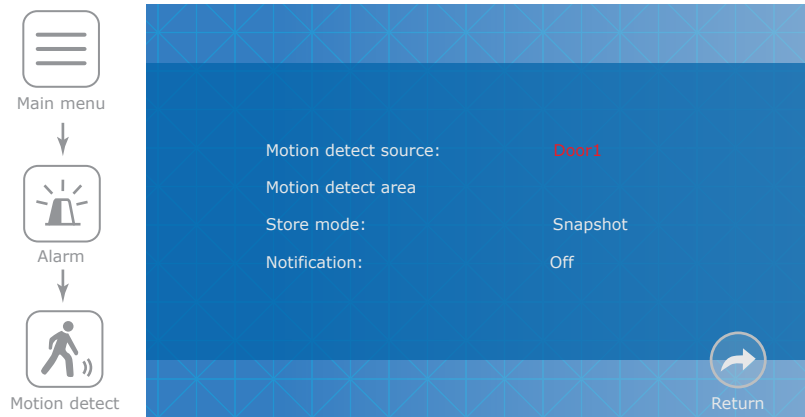 Main menu
Alarm
Motion detect
Motion detect source: Door1
Motion detect area
Store mode: Snapshot
Notification: Off
Return